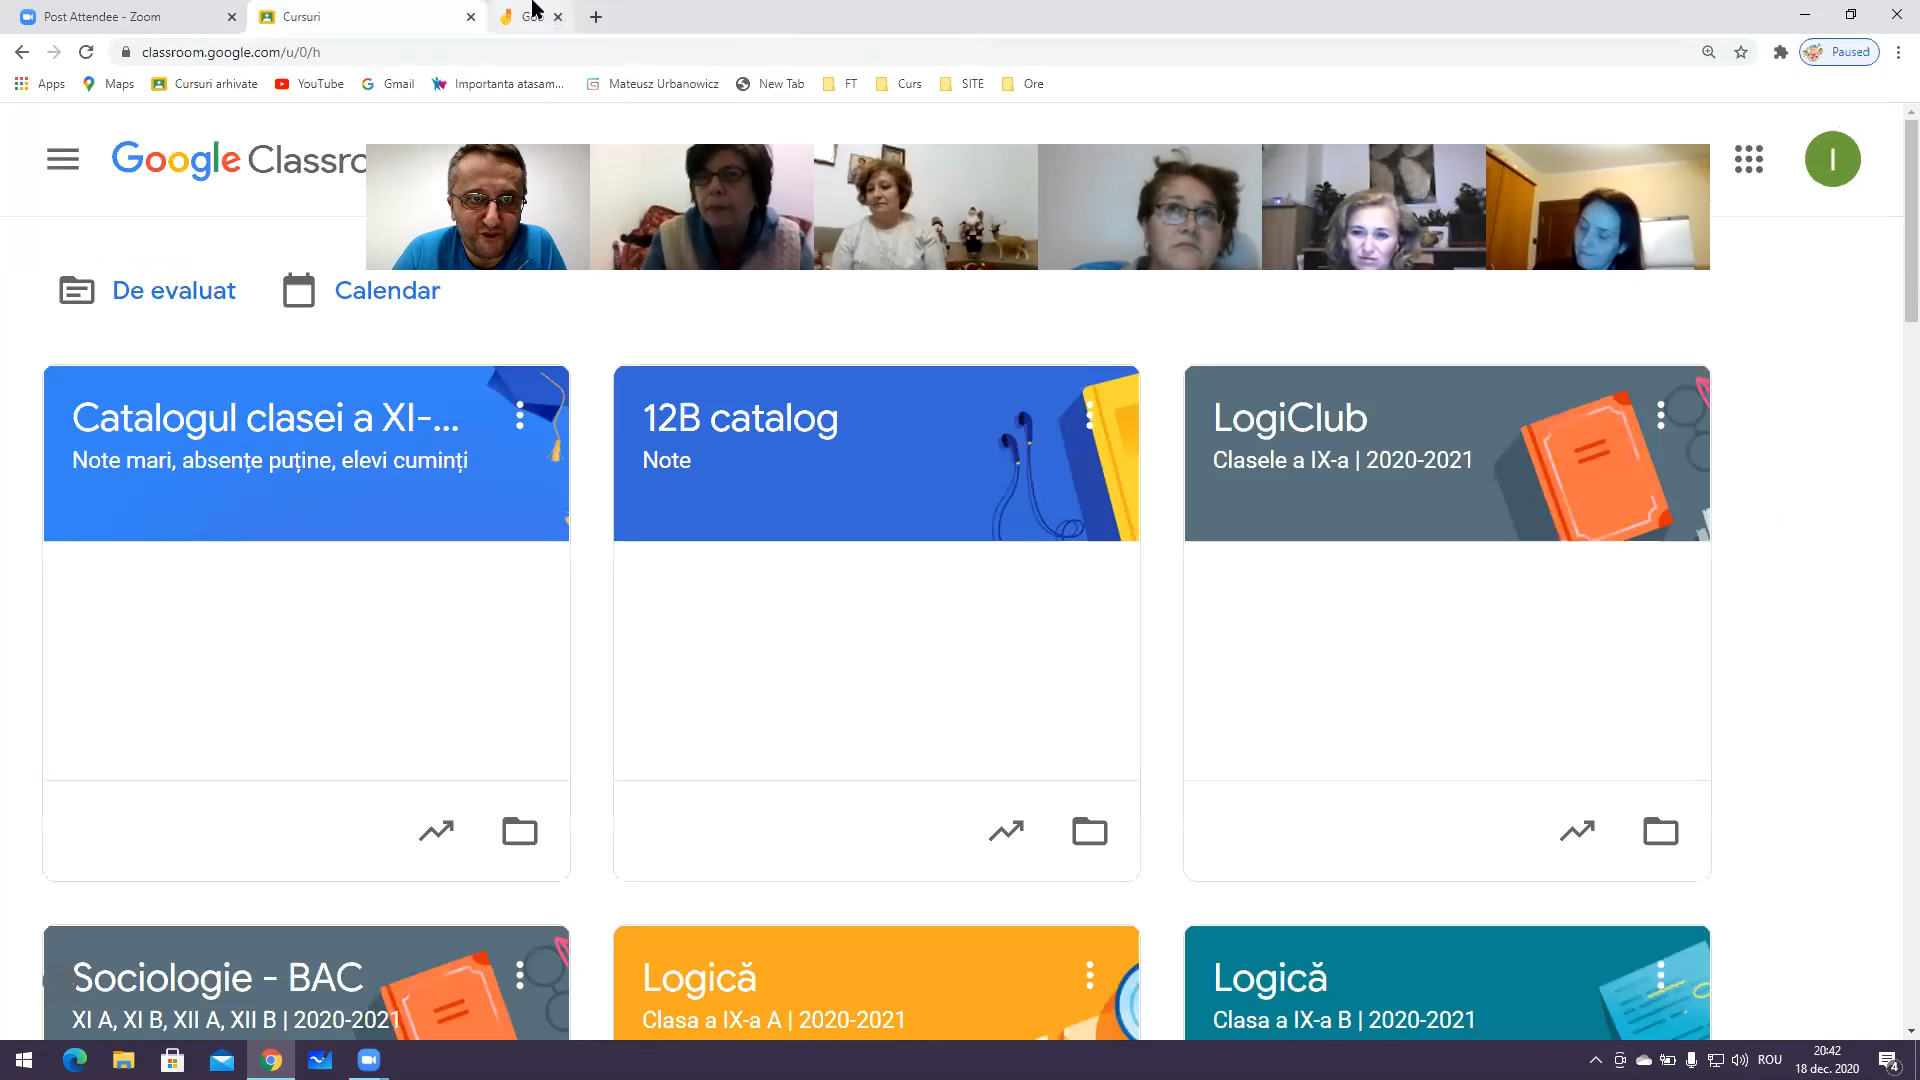 Post Attendee - Zoom
Cursuri
classroom.google.com/u/0/h
Paused
Apps
Maps
Cursuri arhivate
YouTube
Gmail
Importanta atasam...
Mateusz Urbanowicz
New Tab
FT
Curs
SITE
Ore
Google Classro
I
De evaluat
Calendar
Catalogul clasei a XI-...
Note mari, absențe puține, elevi cuminți
12B catalog
Note
LogiClub
Clasele a IX-a | 2020-2021
Sociologie - BAC
XI A, XI B, XII A, XII B | 2020-2021
Logică
Clasa a IX-a A | 2020-2021
Logică
Clasa a IX-a B | 2020-2021
ROU
20:42
18 dec. 2020
4